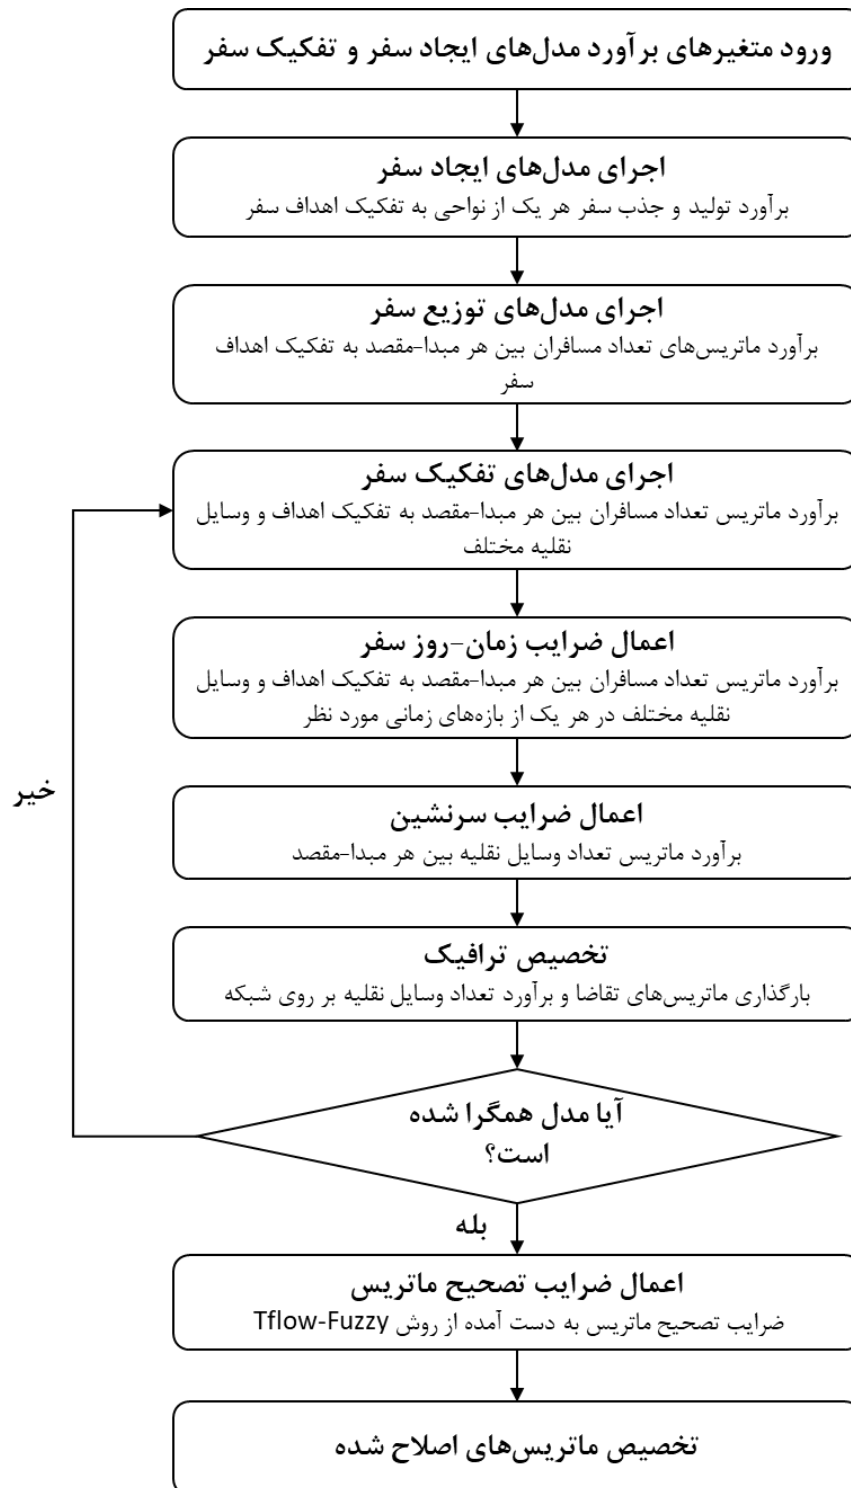 ورود متغیرهای برآورد مدل‌های ایجاد سفر و تفکیک سفر
اجرای مدل‌های ایجاد سفر
برآورد تولید و جذب سفر هر یک از نواحی به تفکیک اهداف سفر
اجرای مدل‌های توزیع سفر
برآورد ماتریس‌های تعداد مسافران بین هر مبدا-مقصد به تفکیک اهداف
سفر
اجرای مدل‌های تفکیک سفر
برآورد ماتریس تعداد مسافران بین هر مبدا-مقصد به تفکیک اهداف و وسایل
نقلیه مختلف
اعمال ضرایب زمان-روز سفر
برآورد ماتریس تعداد مسافران بین هر مبدا-مقصد به تفکیک اهداف و وسایل
نقلیه مختلف در هر یک از بازه‌های زمانی مورد نظر
خیر
اعمال ضرایب سرنشین
برآورد ماتریس تعداد وسایل نقلیه بین هر مبدا-مقصد
تخصیص ترافیک
بارگذاری ماتریس‌های تقاضا و برآورد تعداد وسایل نقلیه بر روی شبکه
آیا مدل همگرا شده
است؟
بله
اعمال ضرایب تصحیح ماتریس
ضرایب تصحیح ماتریس به دست آمده از روش Tflow-Fuzzy
تخصیص ماتریس‌های اصلاح شده